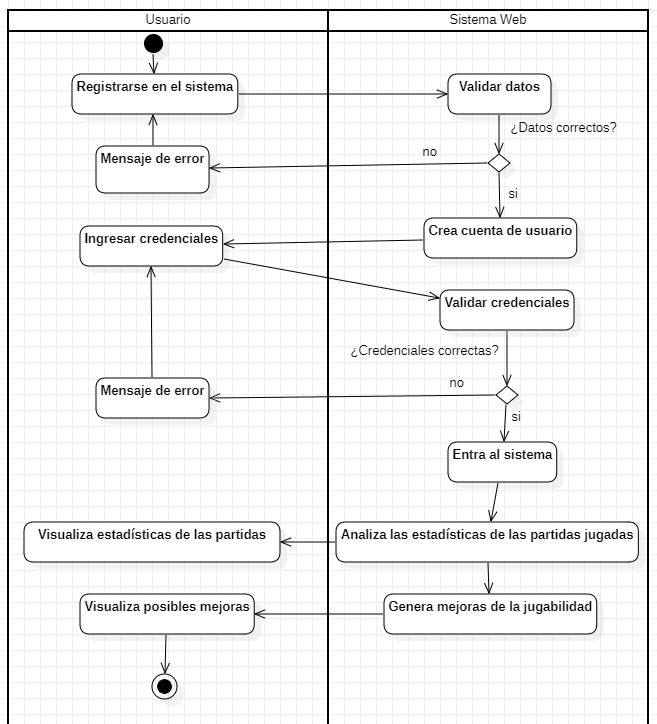 Usuario
Sistema Web
Registrarse en el sistema
Validar datos
¿Datos correctos?
Mensaje de error
no
si
Ingresar credenciales
Crea cuenta de usuario
Validar credenciales
¿Credenciales correctas?
Mensaje de error
no
si
Entra al sistema
Visualiza estadísticas de las partidas
Analiza las estadísticas de las partidas jugadas
Visualiza posibles mejoras
Genera mejoras de la jugabilidad